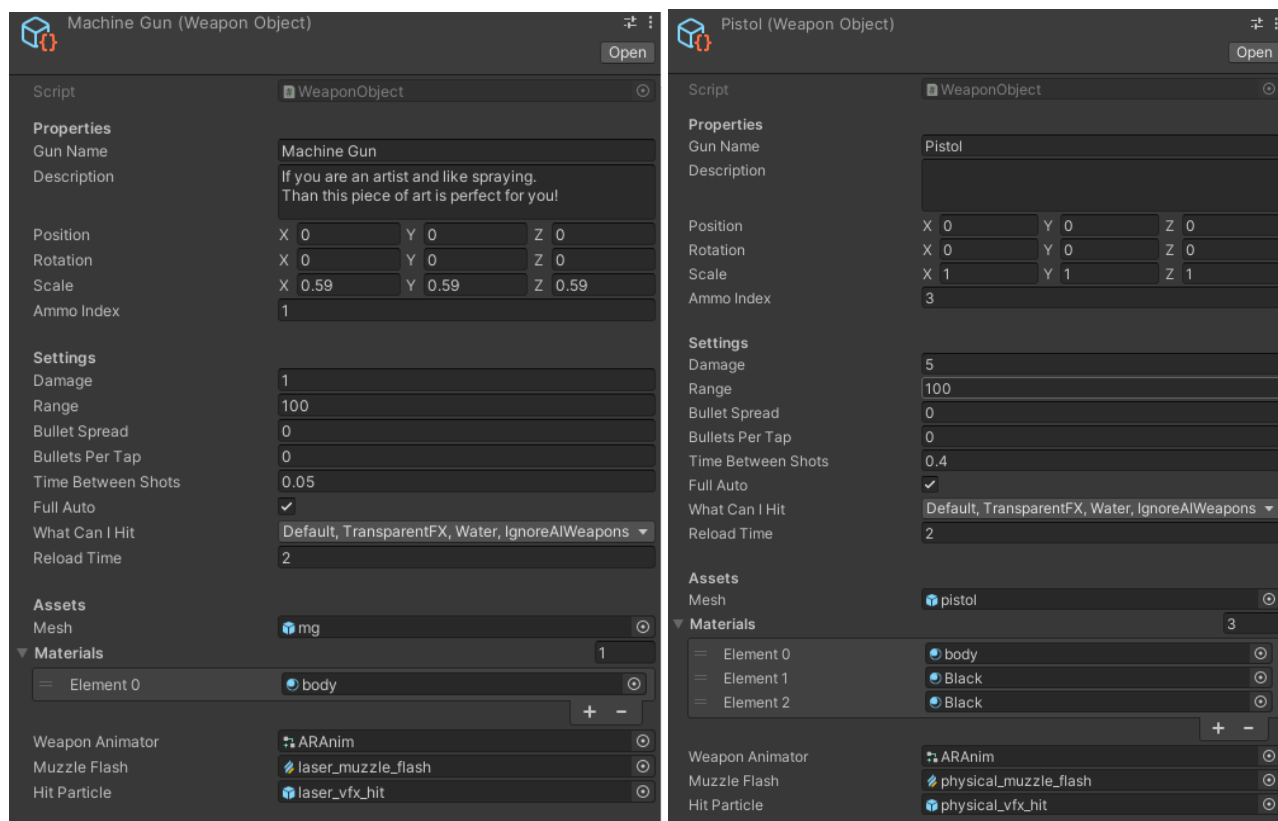 Machine Gun (Weapon Object)
Open
Script WeaponObject
Properties
Gun Name Machine Gun
Description If you are an artist and like spraying.
Than this piece of art is perfect for you!
Position X 0 Y 0 Z 0
Rotation X 0 Y 0 Z 0
Scale X 0.59 Y 0.59 Z 0.59
Ammo Index 1
Settings
Damage 1
Range 100
Bullet Spread 0
Bullets Per Tap 0
Time Between Shots 0.05
Full Auto
What Can I Hit Default, TransparentFX, Water, IgnoreAIWeapons
Reload Time 2
Assets
Mesh mg
Materials 1
Element 0 body
+ −
Weapon Animator ARAnim
Muzzle Flash laser_muzzle_flash
Hit Particle laser_vfx_hit
Pistol (Weapon Object)
Open
Script WeaponObject
Properties
Gun Name Pistol
Description
Position X 0 Y 0 Z 0
Rotation X 0 Y 0 Z 0
Scale X 1 Y 1 Z 1
Ammo Index 3
Settings
Damage 5
Range 100
Bullet Spread 0
Bullets Per Tap 0
Time Between Shots 0.4
Full Auto
What Can I Hit Default, TransparentFX, Water, IgnoreAIWeapons
Reload Time 2
Assets
Mesh pistol
Materials 3
Element 0 body
Element 1 Black
Element 2 Black
+ −
Weapon Animator ARAnim
Muzzle Flash physical_muzzle_flash
Hit Particle physical_vfx_hit